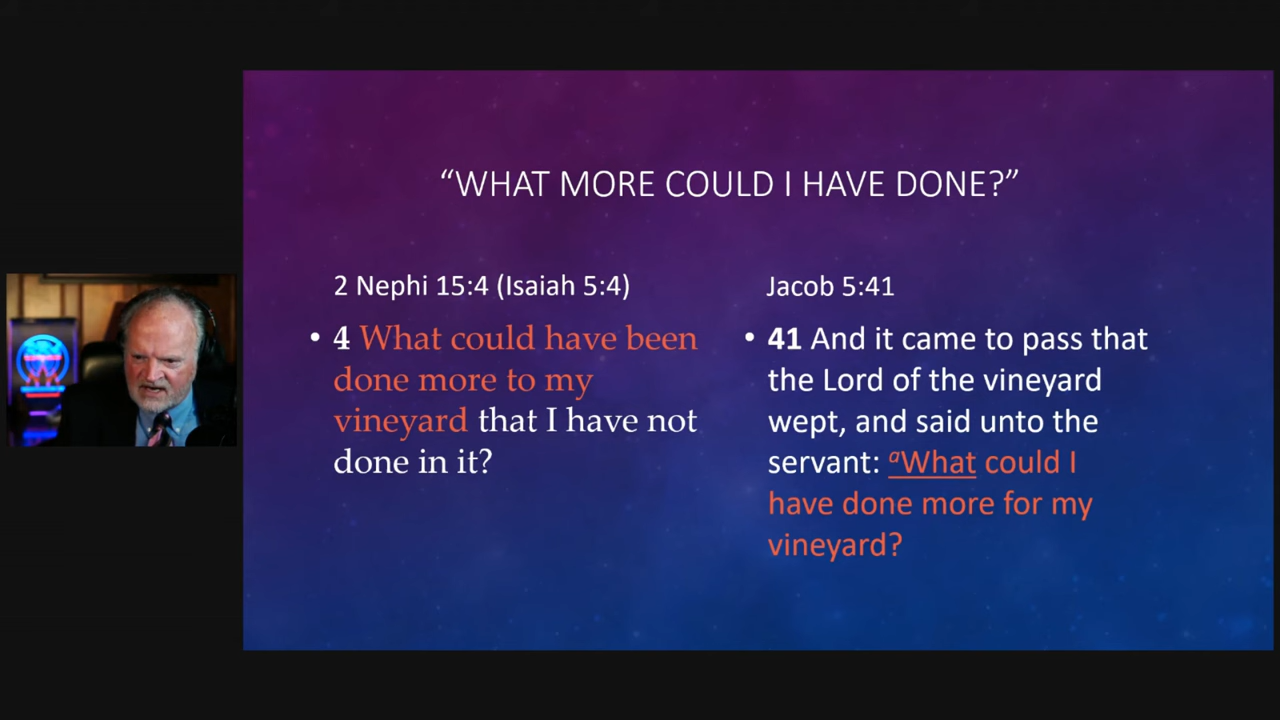 “WHAT MORE COULD I HAVE DONE?”
2 Nephi 15:4 (Isaiah 5:4)
• 4 What could have been
done more to my
vineyard that I have not
done in it?
Jacob 5:41
• 41 And it came to pass that
the Lord of the vineyard
wept, and said unto the
servant: aWhat could I
have done more for my
vineyard?